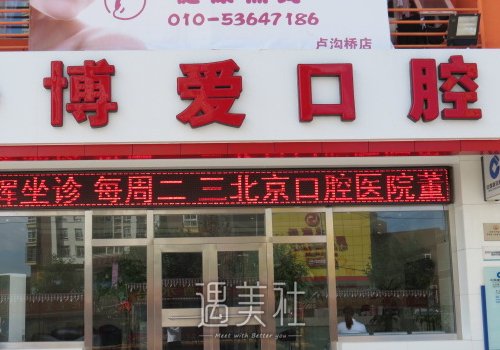 010-53647186
卢沟桥店
博爱口腔
辉坐诊 每周二 三北京口腔医院董
遇美社
Meet with Better you